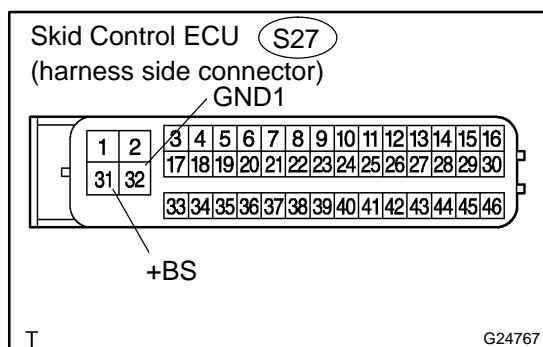 Skid Control ECU S27
(harness side connector)
GND1
1 2 3 4 5 6 7 8 9 10 11 12 13 14 15 16
17 18 19 20 21 22 23 24 25 26 27 28 29 30
31 32
33 34 35 36 37 38 39 40 41 42 43 44 45 46
+BS
T G24767